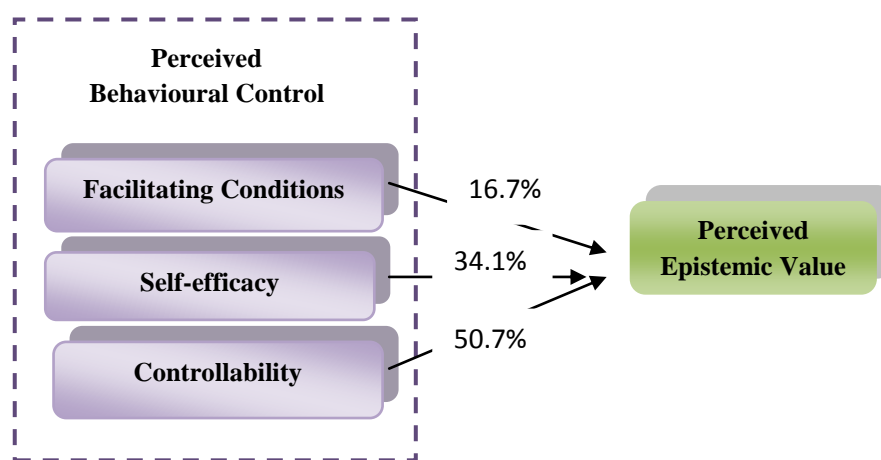 Perceived
Behavioural Control
Facilitating Conditions
16.7%
Perceived
Epistemic Value
Self-efficacy
34.1%
Controllability
50.7%